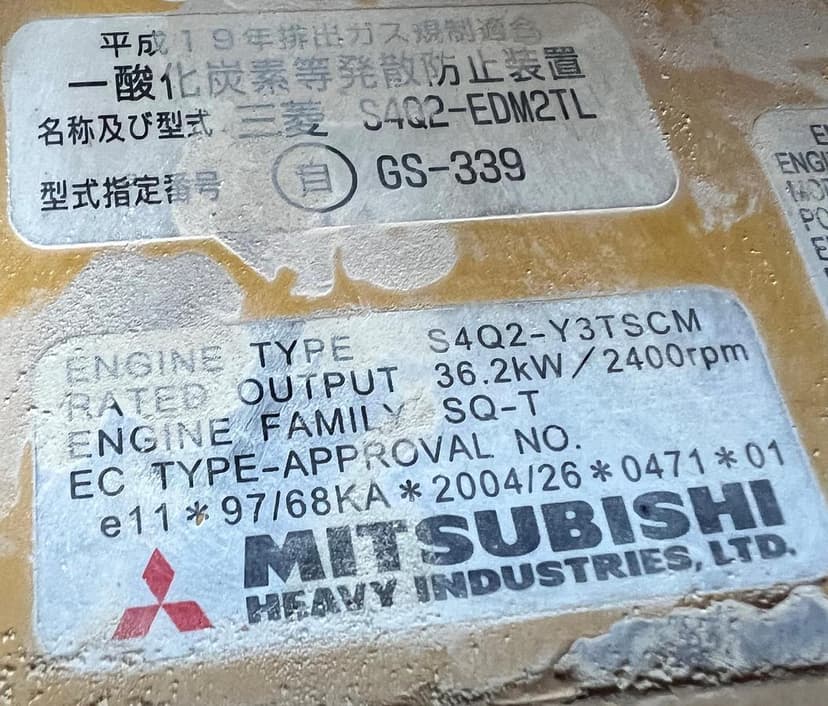 平成19年排出ガス規制適合
一酸化炭素等発散防止装置
名称及び型式 三菱 S4Q2-EDM2TL
型式指定番号 自 GS-339
ENGINE TYPE S4Q2-Y3TSCM
RATED OUTPUT 36.2kW/2400rpm
ENGINE FAMILY SQ-T
EC TYPE-APPROVAL NO.
e11*97/68KA*2004/26*0471*01
MITSUBISHI
HEAVY INDUSTRIES, LTD.
ENGI
PO